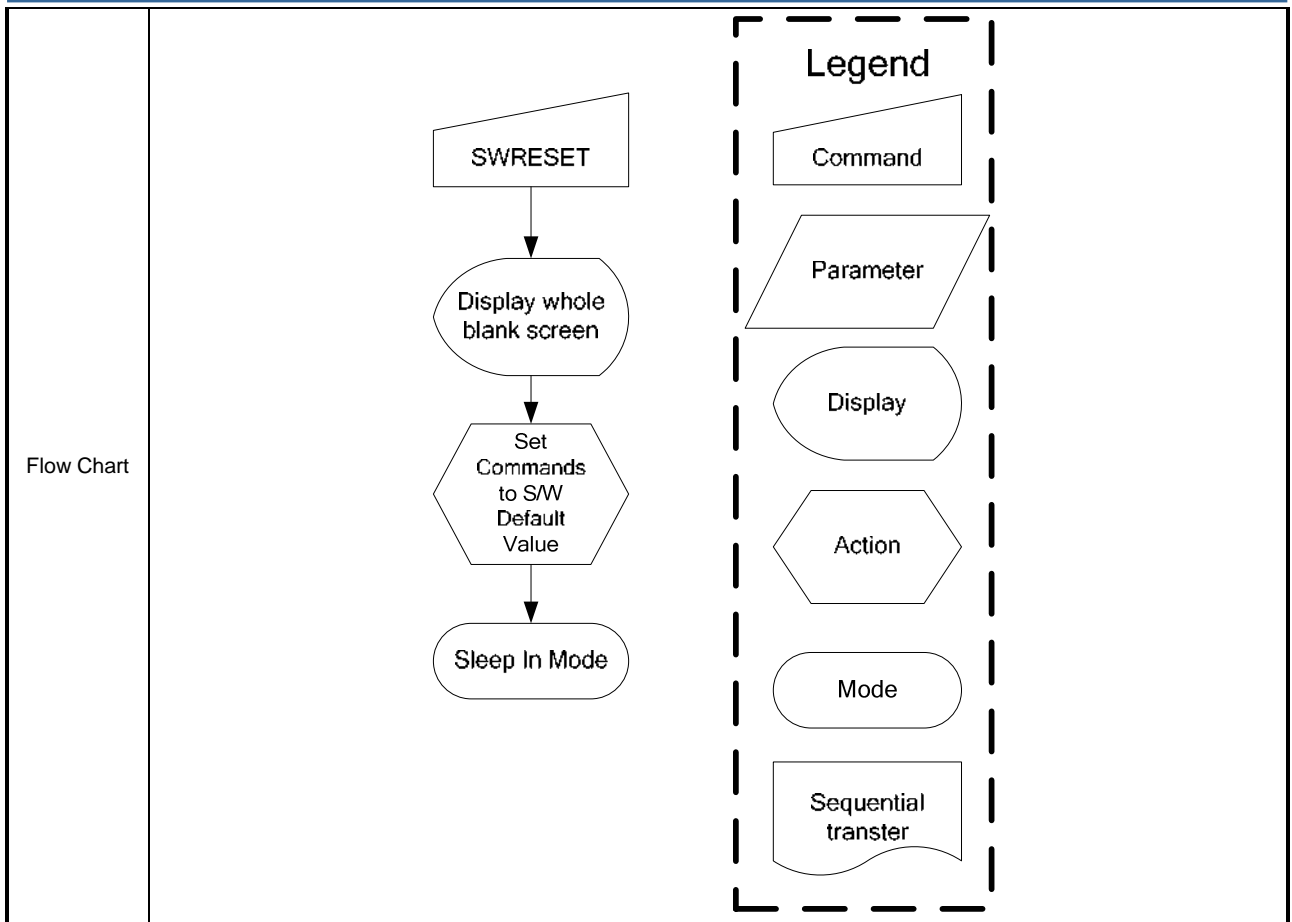 Flow Chart
SWRESET
Display whole
blank screen
Set
Commands
to S/W
Default
Value
Sleep In Mode
Legend
Command
Parameter
Display
Action
Mode
Sequential
transter